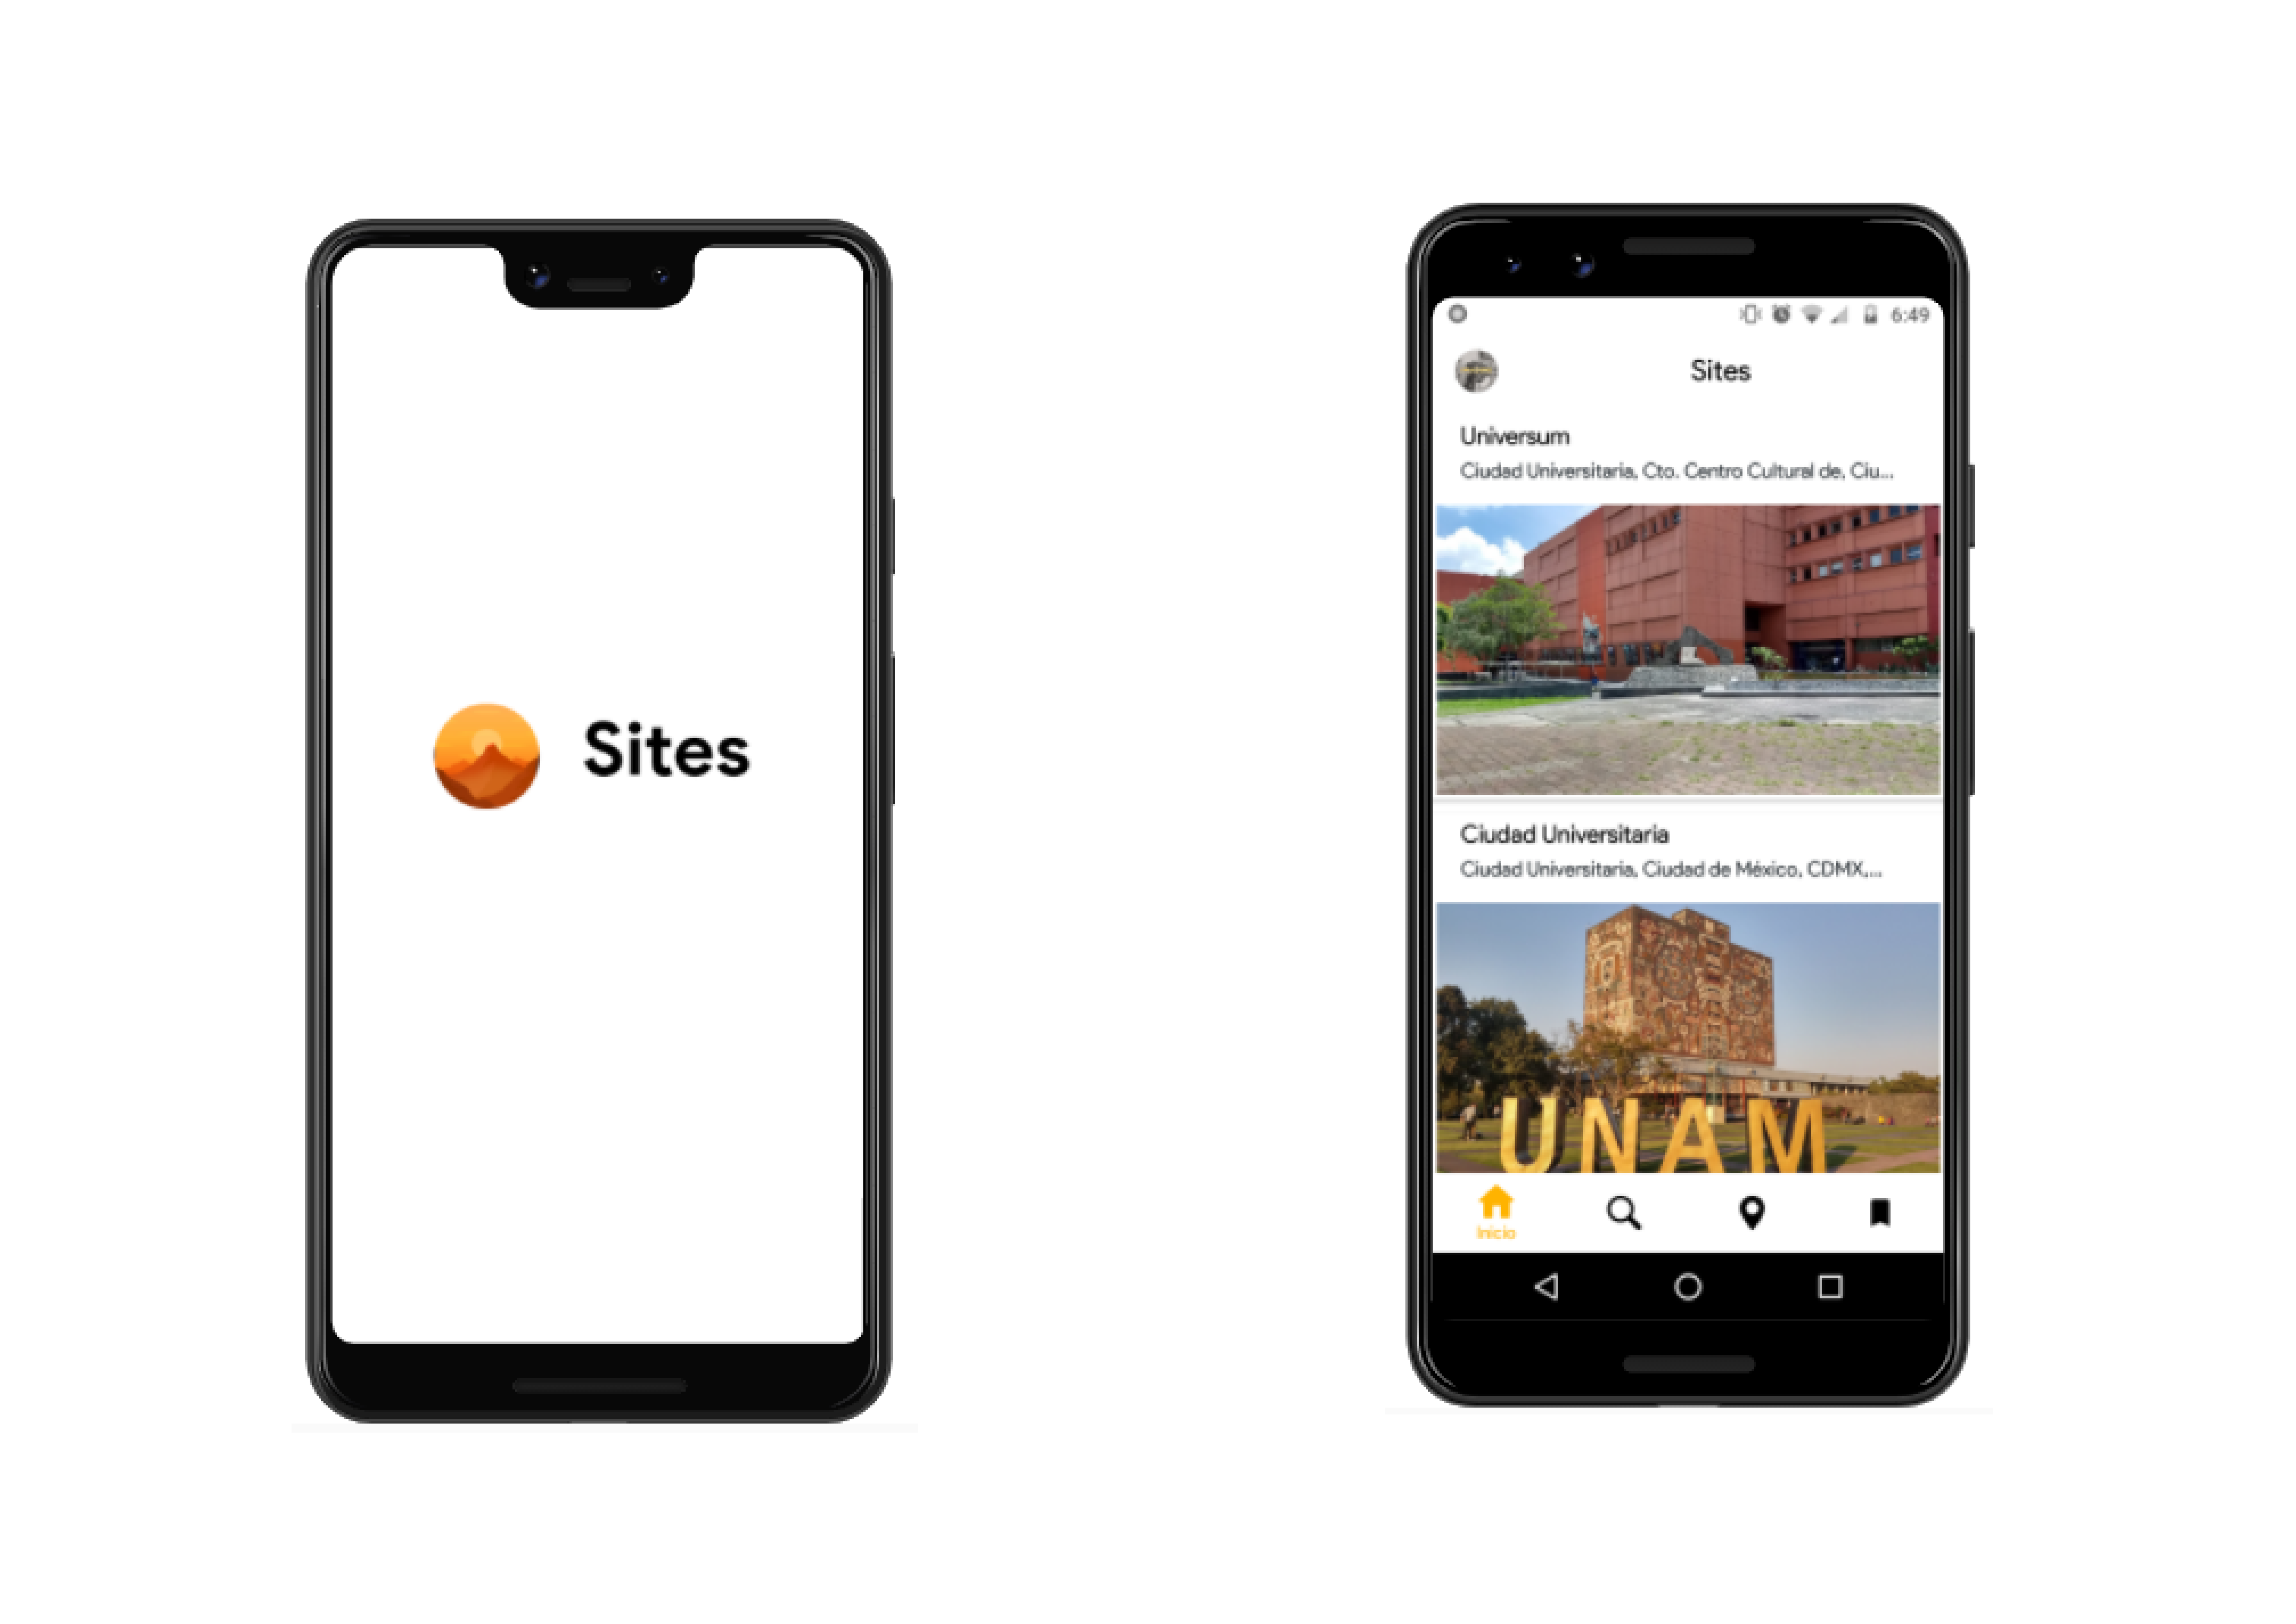 Sites
6:49
Sites
Universum
Ciudad Universitaria, Cto. Centro Cultural de, Ciu...
Ciudad Universitaria
Ciudad Universitaria, Ciudad de México, CDMX,...
UNAM
Inicio